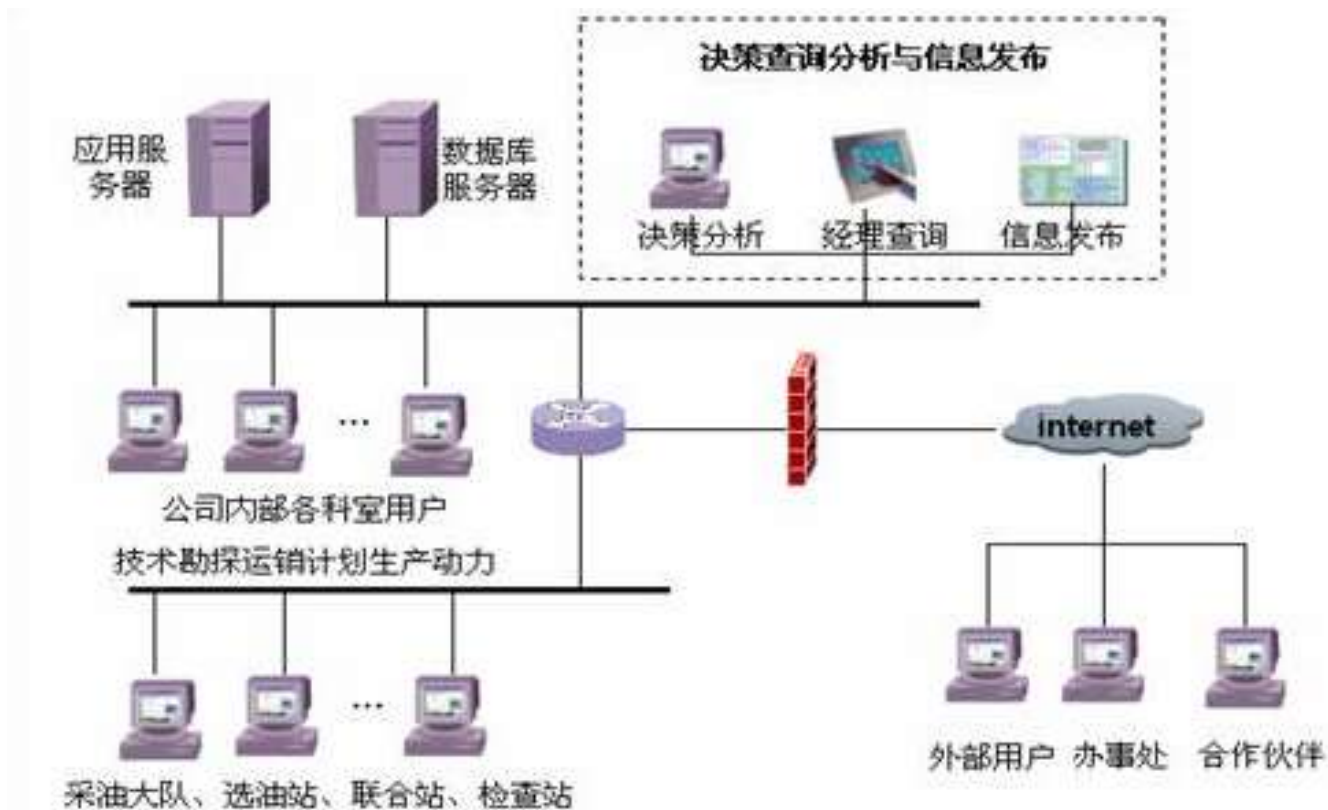 决策查询分析与信息发布
应用服
务器
数据库
服务器
决策分析
经理查询
信息发布
...
internet
公司内部各科室用户
技术勘探运销计划生产动力
...
外部用户
办事处
合作伙伴
采油大队、选油站、联合站、检查站